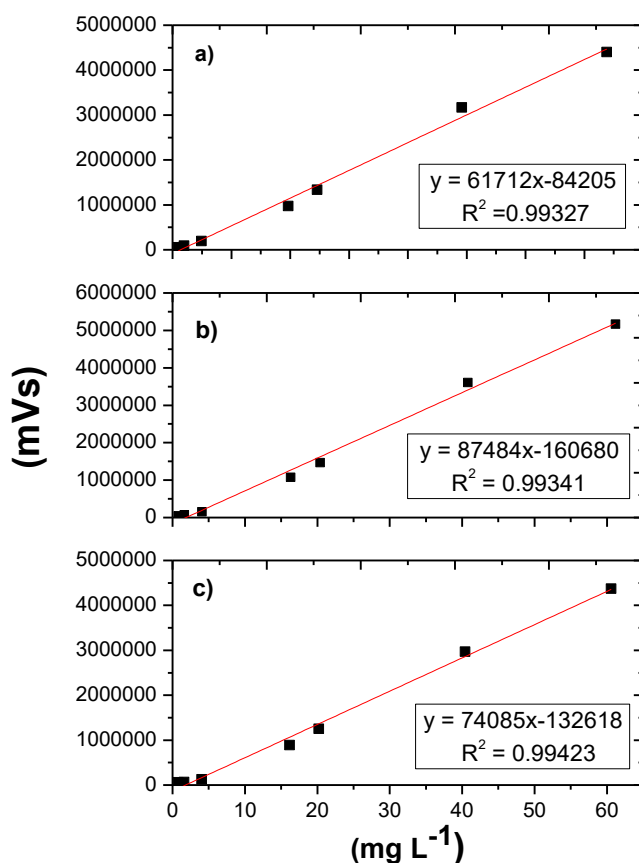 5000000
a)
4000000
3000000
2000000
y = 61712x-84205
1000000
R² =0.99327
0
6000000
b)
5000000
4000000
3000000
2000000
y = 87484x-160680
1000000
R² = 0.99341
0
(mVs)
5000000
c)
4000000
3000000
2000000
y = 74085x-132618
1000000
R² = 0.99423
0
0 10 20 30 40 50 60
(mg L⁻¹)